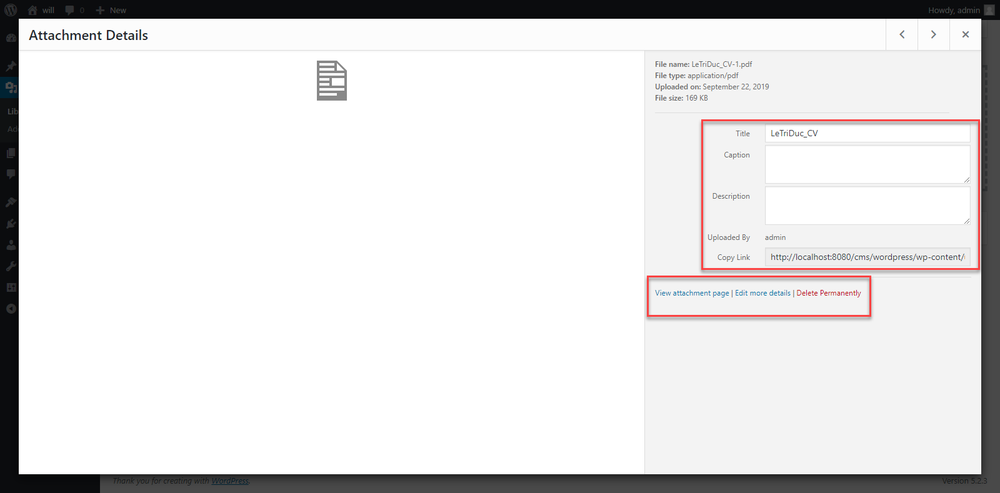 will 0 New Howdy, admin
Attachment Details
File name: LeTriDuc_CV-1.pdf
File type: application/pdf
Uploaded on: September 22, 2019
File size: 169 KB
Lib
Ad
Title LeTriDuc_CV
Caption
Description
Uploaded By admin
Copy Link http://localhost:8080/cms/wordpress/wp-content/
View attachment page | Edit more details | Delete Permanently
Thank you for creating with WordPress. Version 5.2.3